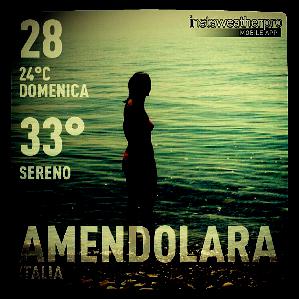 instaweatherpro
MOBILE APP
28
24°C
DOMENICA
33°
SERENO
AMENDOLARA
ITALIA